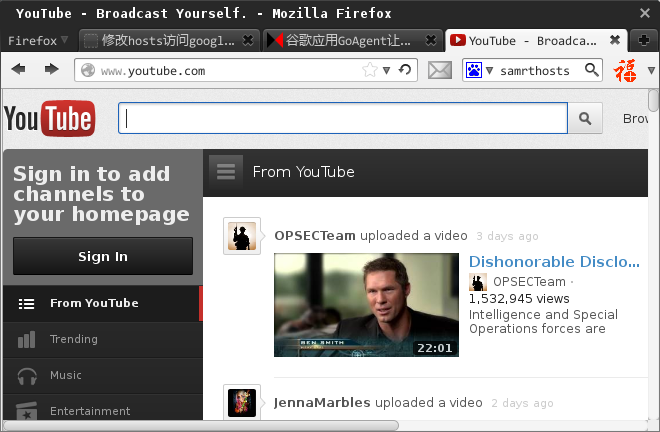 YouTube - Broadcast Yourself. - Mozilla Firefox
Firefox
修改hosts访问googl...
谷歌应用GoAgent让...
YouTube - Broadca...
www.youtube.com
samrthosts
福
YouTube
Brow
Sign in to add
channels to
your homepage
Sign In
From YouTube
Trending
Music
Entertainment
From YouTube
OPSECTeam uploaded a video 3 days ago
Dishonorable Disclo...
OPSECTeam ·
1,532,945 views
Intelligence and Special
Operations forces are
BEN SMITH
22:01
JennaMarbles uploaded a video 2 days ago